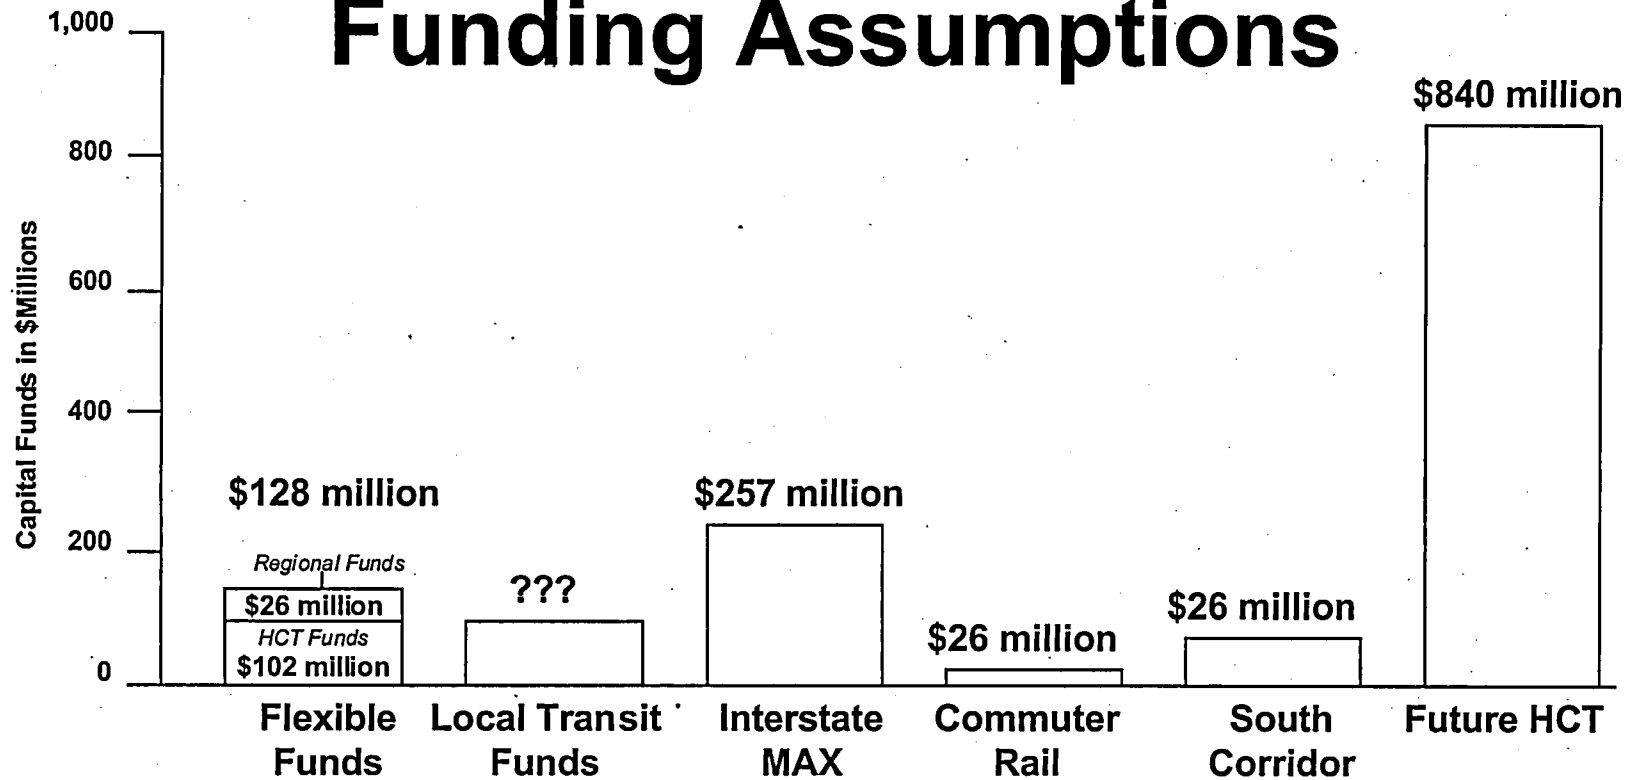 Funding Assumptions
Capital Funds in $Millions
1,000
800
600
400
200
0
$128 million
Regional Funds
$26 million
HCT Funds
$102 million
???
$257 million
$26 million
$26 million
$840 million
Flexible
Funds
Local Transit
Funds
Interstate
MAX
Commuter
Rail
South
Corridor
Future HCT